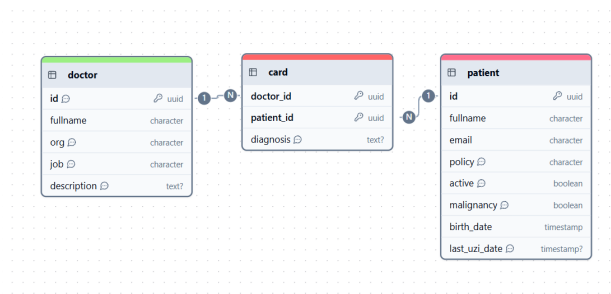 doctor
id uuid
fullname character
org character
job character
description text?
1 N
card
doctor_id uuid
patient_id uuid
diagnosis text?
N 1
patient
id uuid
fullname character
email character
policy character
active boolean
malignancy boolean
birth_date timestamp
last_uzi_date timestamp?